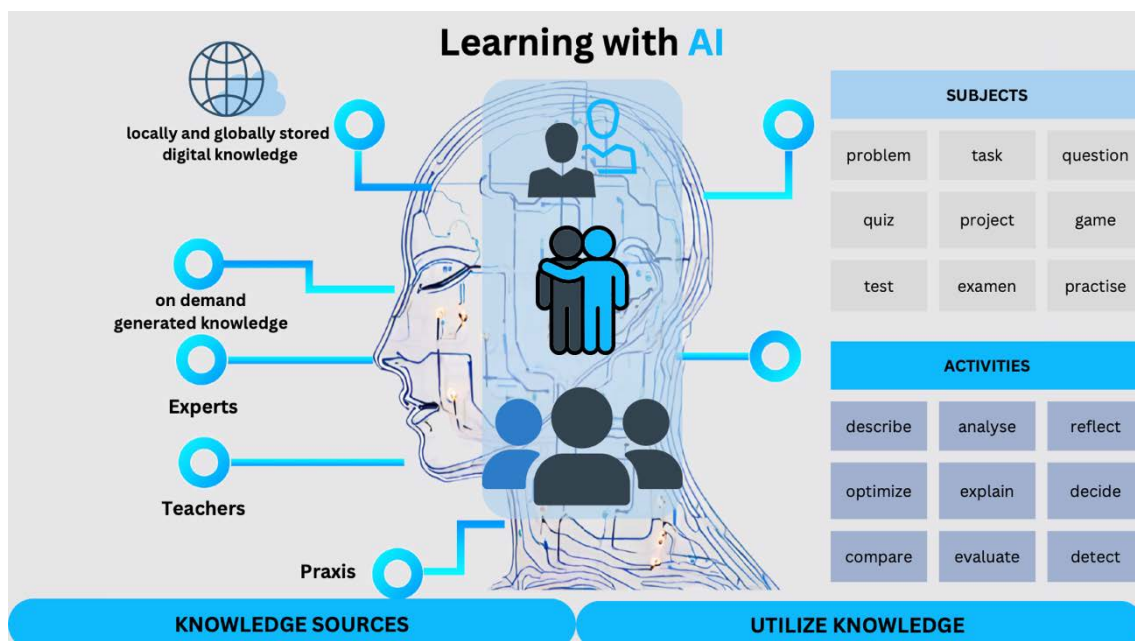 Learning with AI
locally and globally stored
digital knowledge
on demand
generated knowledge
Experts
Teachers
Praxis
KNOWLEDGE SOURCES
SUBJECTS
problem task question
quiz project game
test examen practise
ACTIVITIES
describe analyse reflect
optimize explain decide
compare evaluate detect
UTILIZE KNOWLEDGE